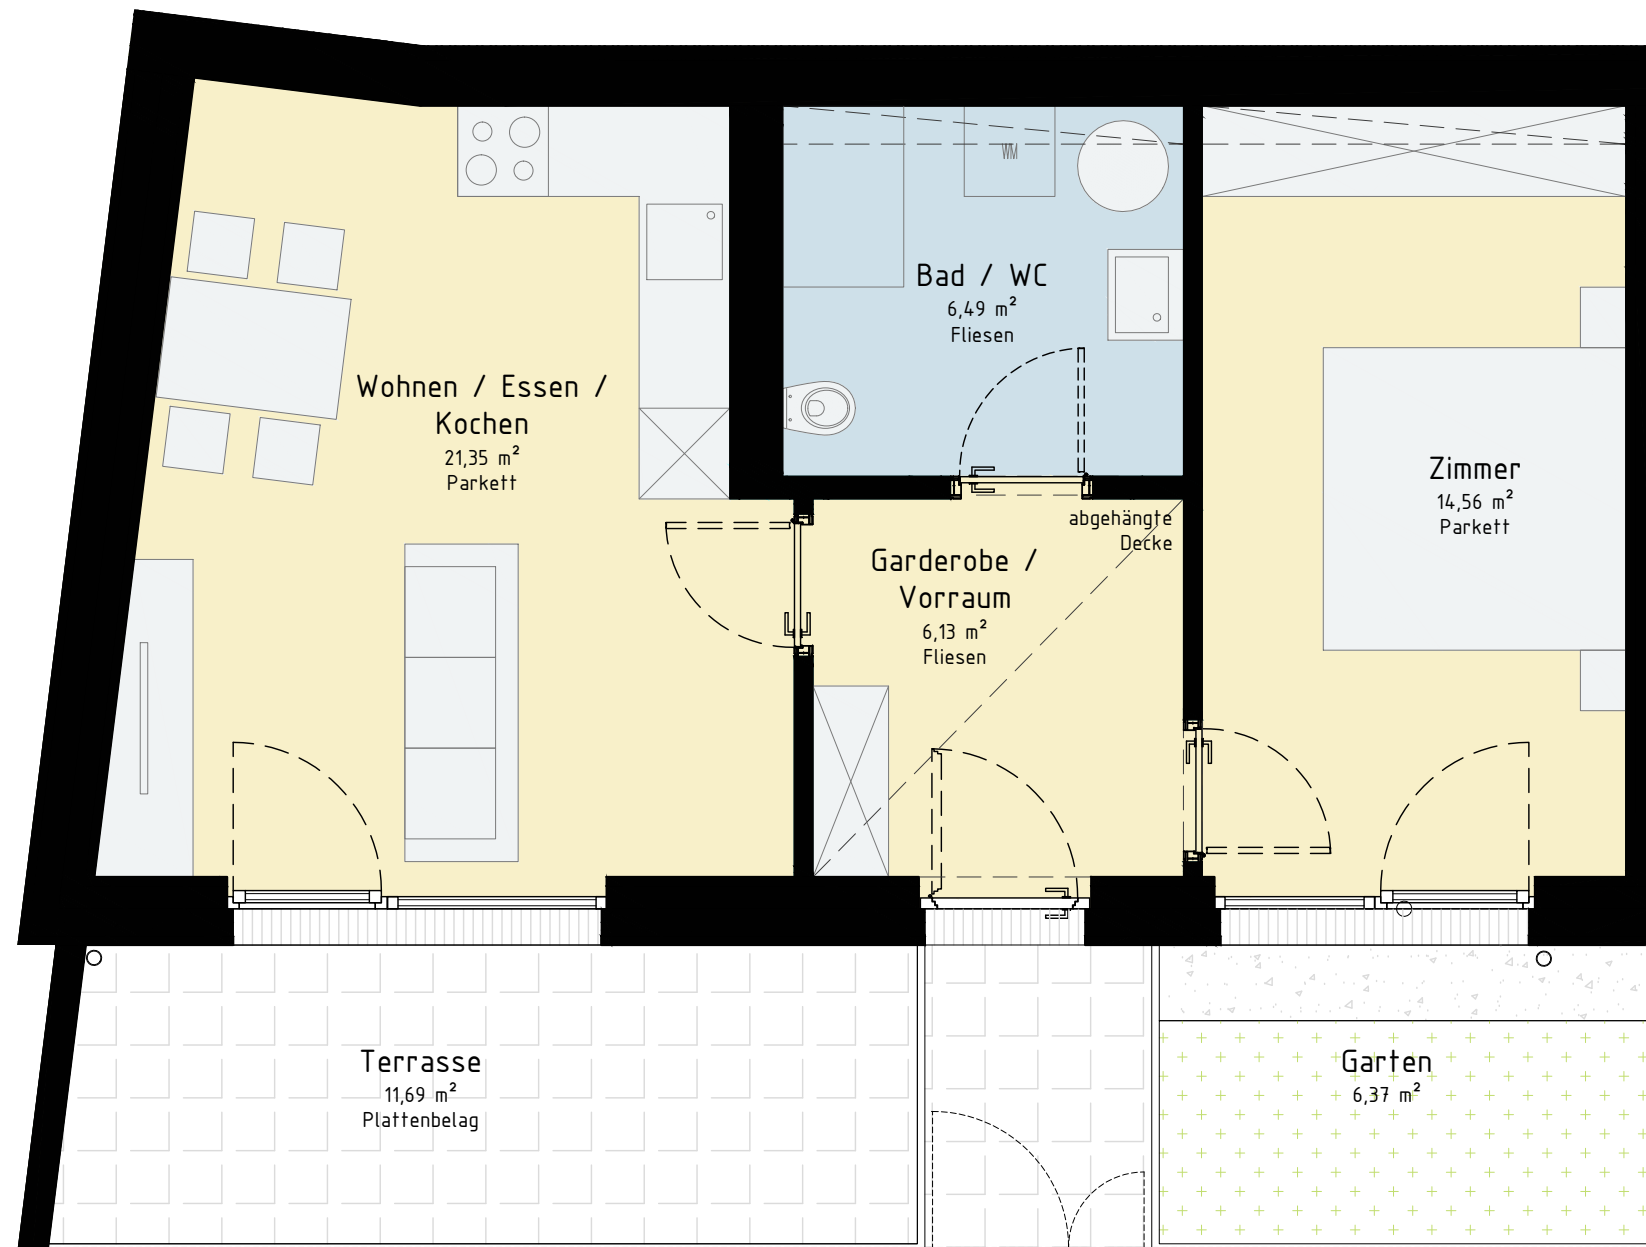 WM
Bad / WC
6,49 m²
Fliesen
Wohnen / Essen /
Kochen
21,35 m²
Parkett
Zimmer
14,56 m²
Parkett
abgehängte
Decke
Garderobe /
Vorraum
6,13 m²
Fliesen
Terrasse
11,69 m²
Plattenbelag
Garten
6,37 m²